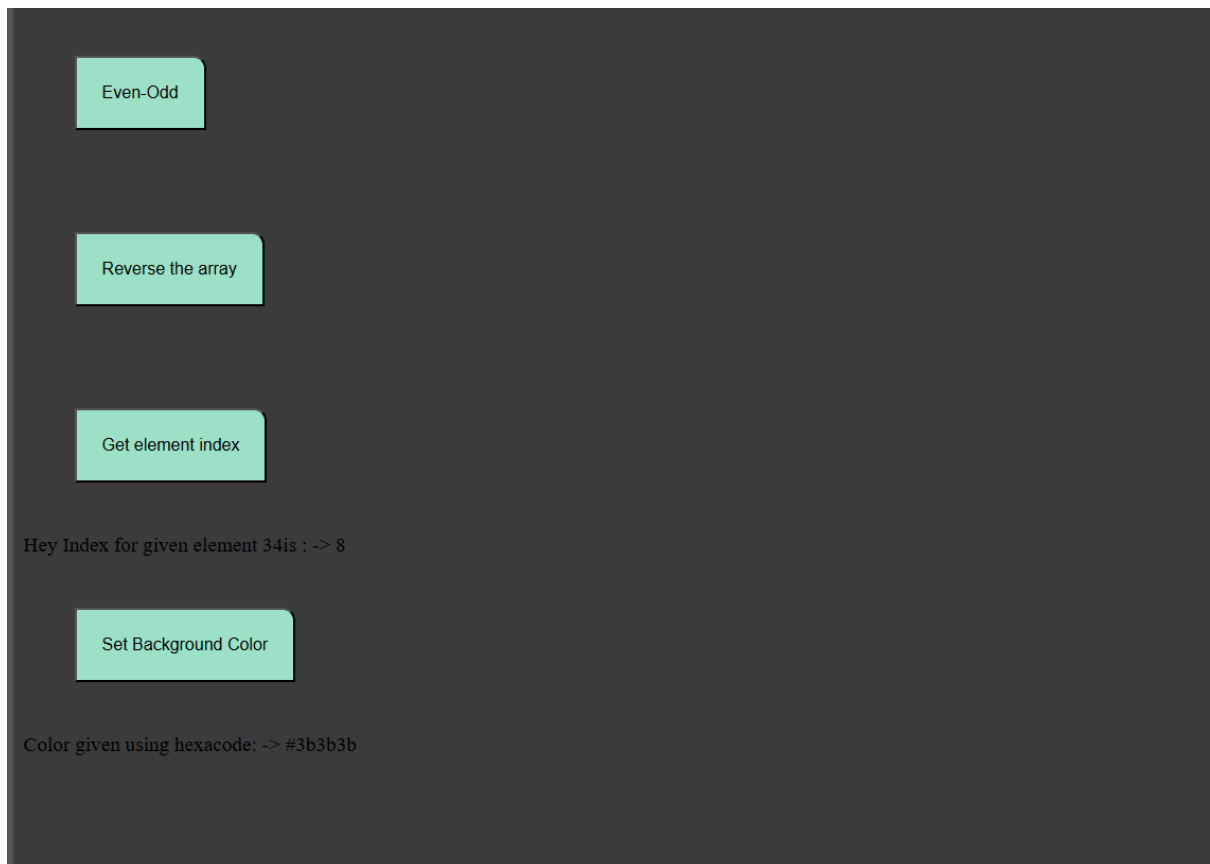 Even-Odd
Reverse the array
Get element index
Hey Index for given element 34is : -> 8
Set Background Color
Color given using hexacode: -> #3b3b3b